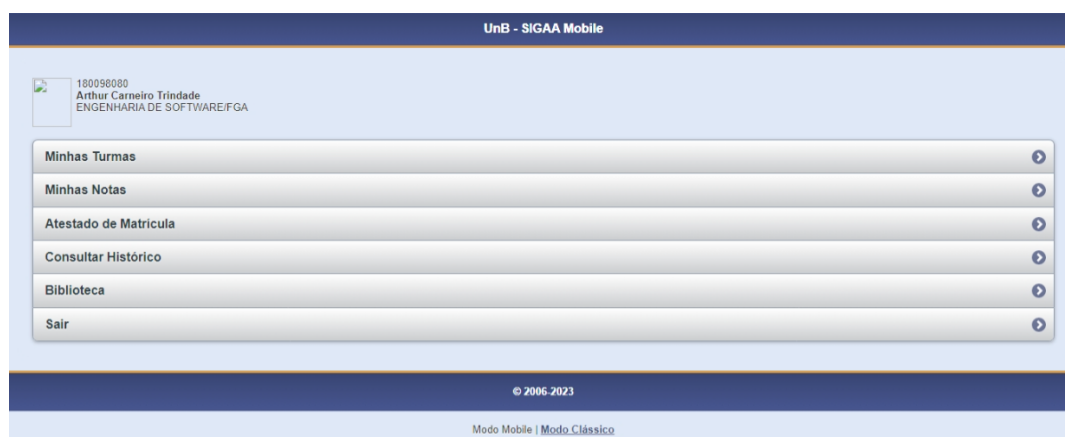 UnB - SIGAA Mobile
180098080
Arthur Carneiro Trindade
ENGENHARIA DE SOFTWARE/FGA
Minhas Turmas
Minhas Notas
Atestado de Matrícula
Consultar Histórico
Biblioteca
Sair
© 2006-2023
Modo Mobile | Modo Clássico